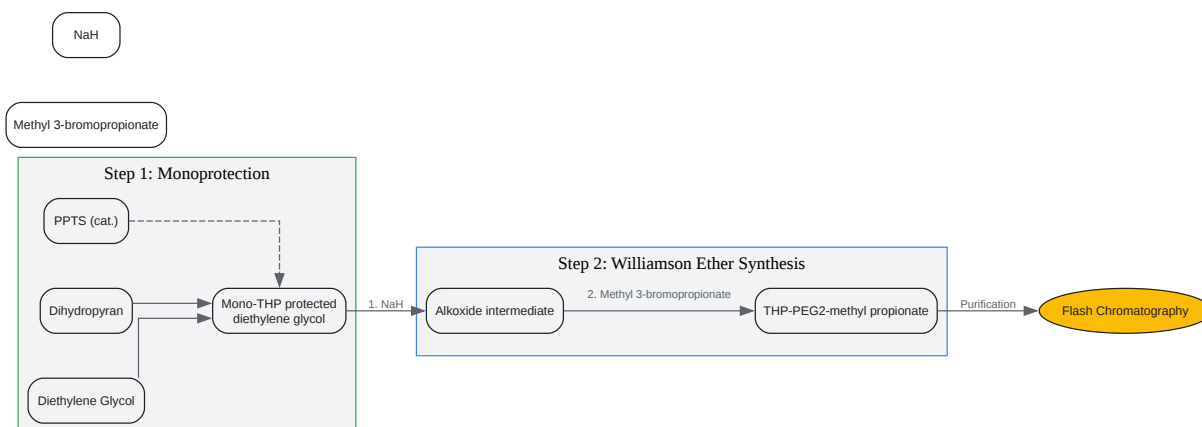 NaH
Methyl 3-bromopropionate
Step 1: Monoprotection
PPTS (cat.)
Dihydropyran
Mono-THP protected
diethylene glycol
Diethylene Glycol
1. NaH
Step 2: Williamson Ether Synthesis
Alkoxide intermediate
2. Methyl 3-bromopropionate
THP-PEG2-methyl propionate
Purification
Flash Chromatography